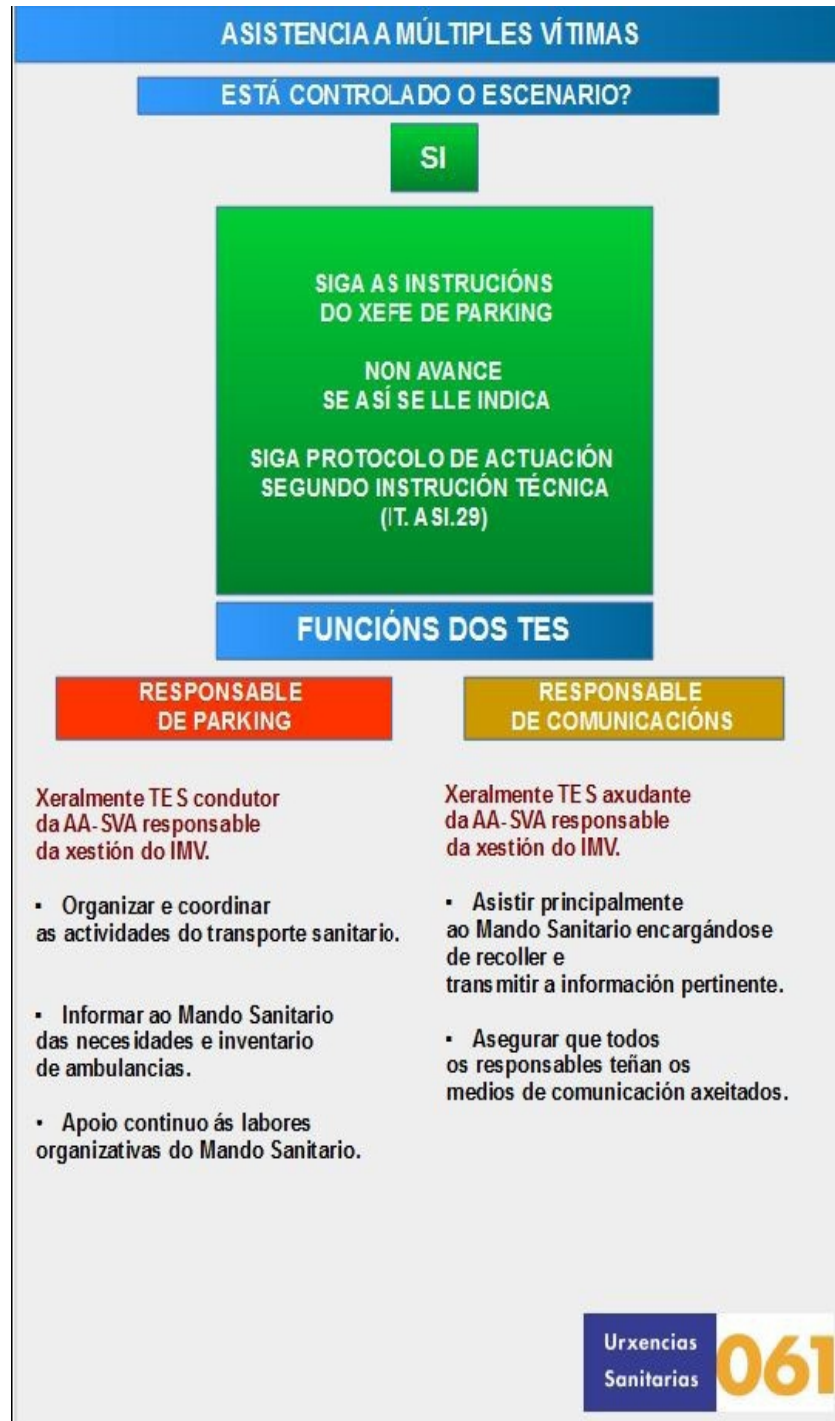 ASISTENCIA A MÚLTIPLES VÍTIMAS
ESTÁ CONTROLADO O ESCENARIO?
SI
SIGA AS INSTRUCIÓNS
DO XEFE DE PARKING
NON AVANCE
SE ASÍ SE LLE INDICA
SIGA PROTOCOLO DE ACTUACIÓN
SEGUNDO INSTRUCIÓN TÉCNICA
(IT. ASI.29)
FUNCIÓNS DOS TES
RESPONSABLE
DE PARKING
Xeralmente TES condutor
da AA-SVA responsable
da xestión do IMV.
▪ Organizar e coordinar
as actividades do transporte sanitario.
▪ Informar ao Mando Sanitario
das necesidades e inventario
de ambulancias.
• Apoio continuo ás labores
organizativas do Mando Sanitario.
RESPONSABLE
DE COMUNICACIÓNS
Xeralmente TES axudante
da AA-SVA responsable
da xestión do IMV.
▪ Asistir principalmente
ao Mando Sanitario encargándose
de recoller e
transmitir a información pertinente.
▪ Asegurar que todos
os responsables teñan os
medios de comunicación axeitados.
Urxencias
Sanitarias
061